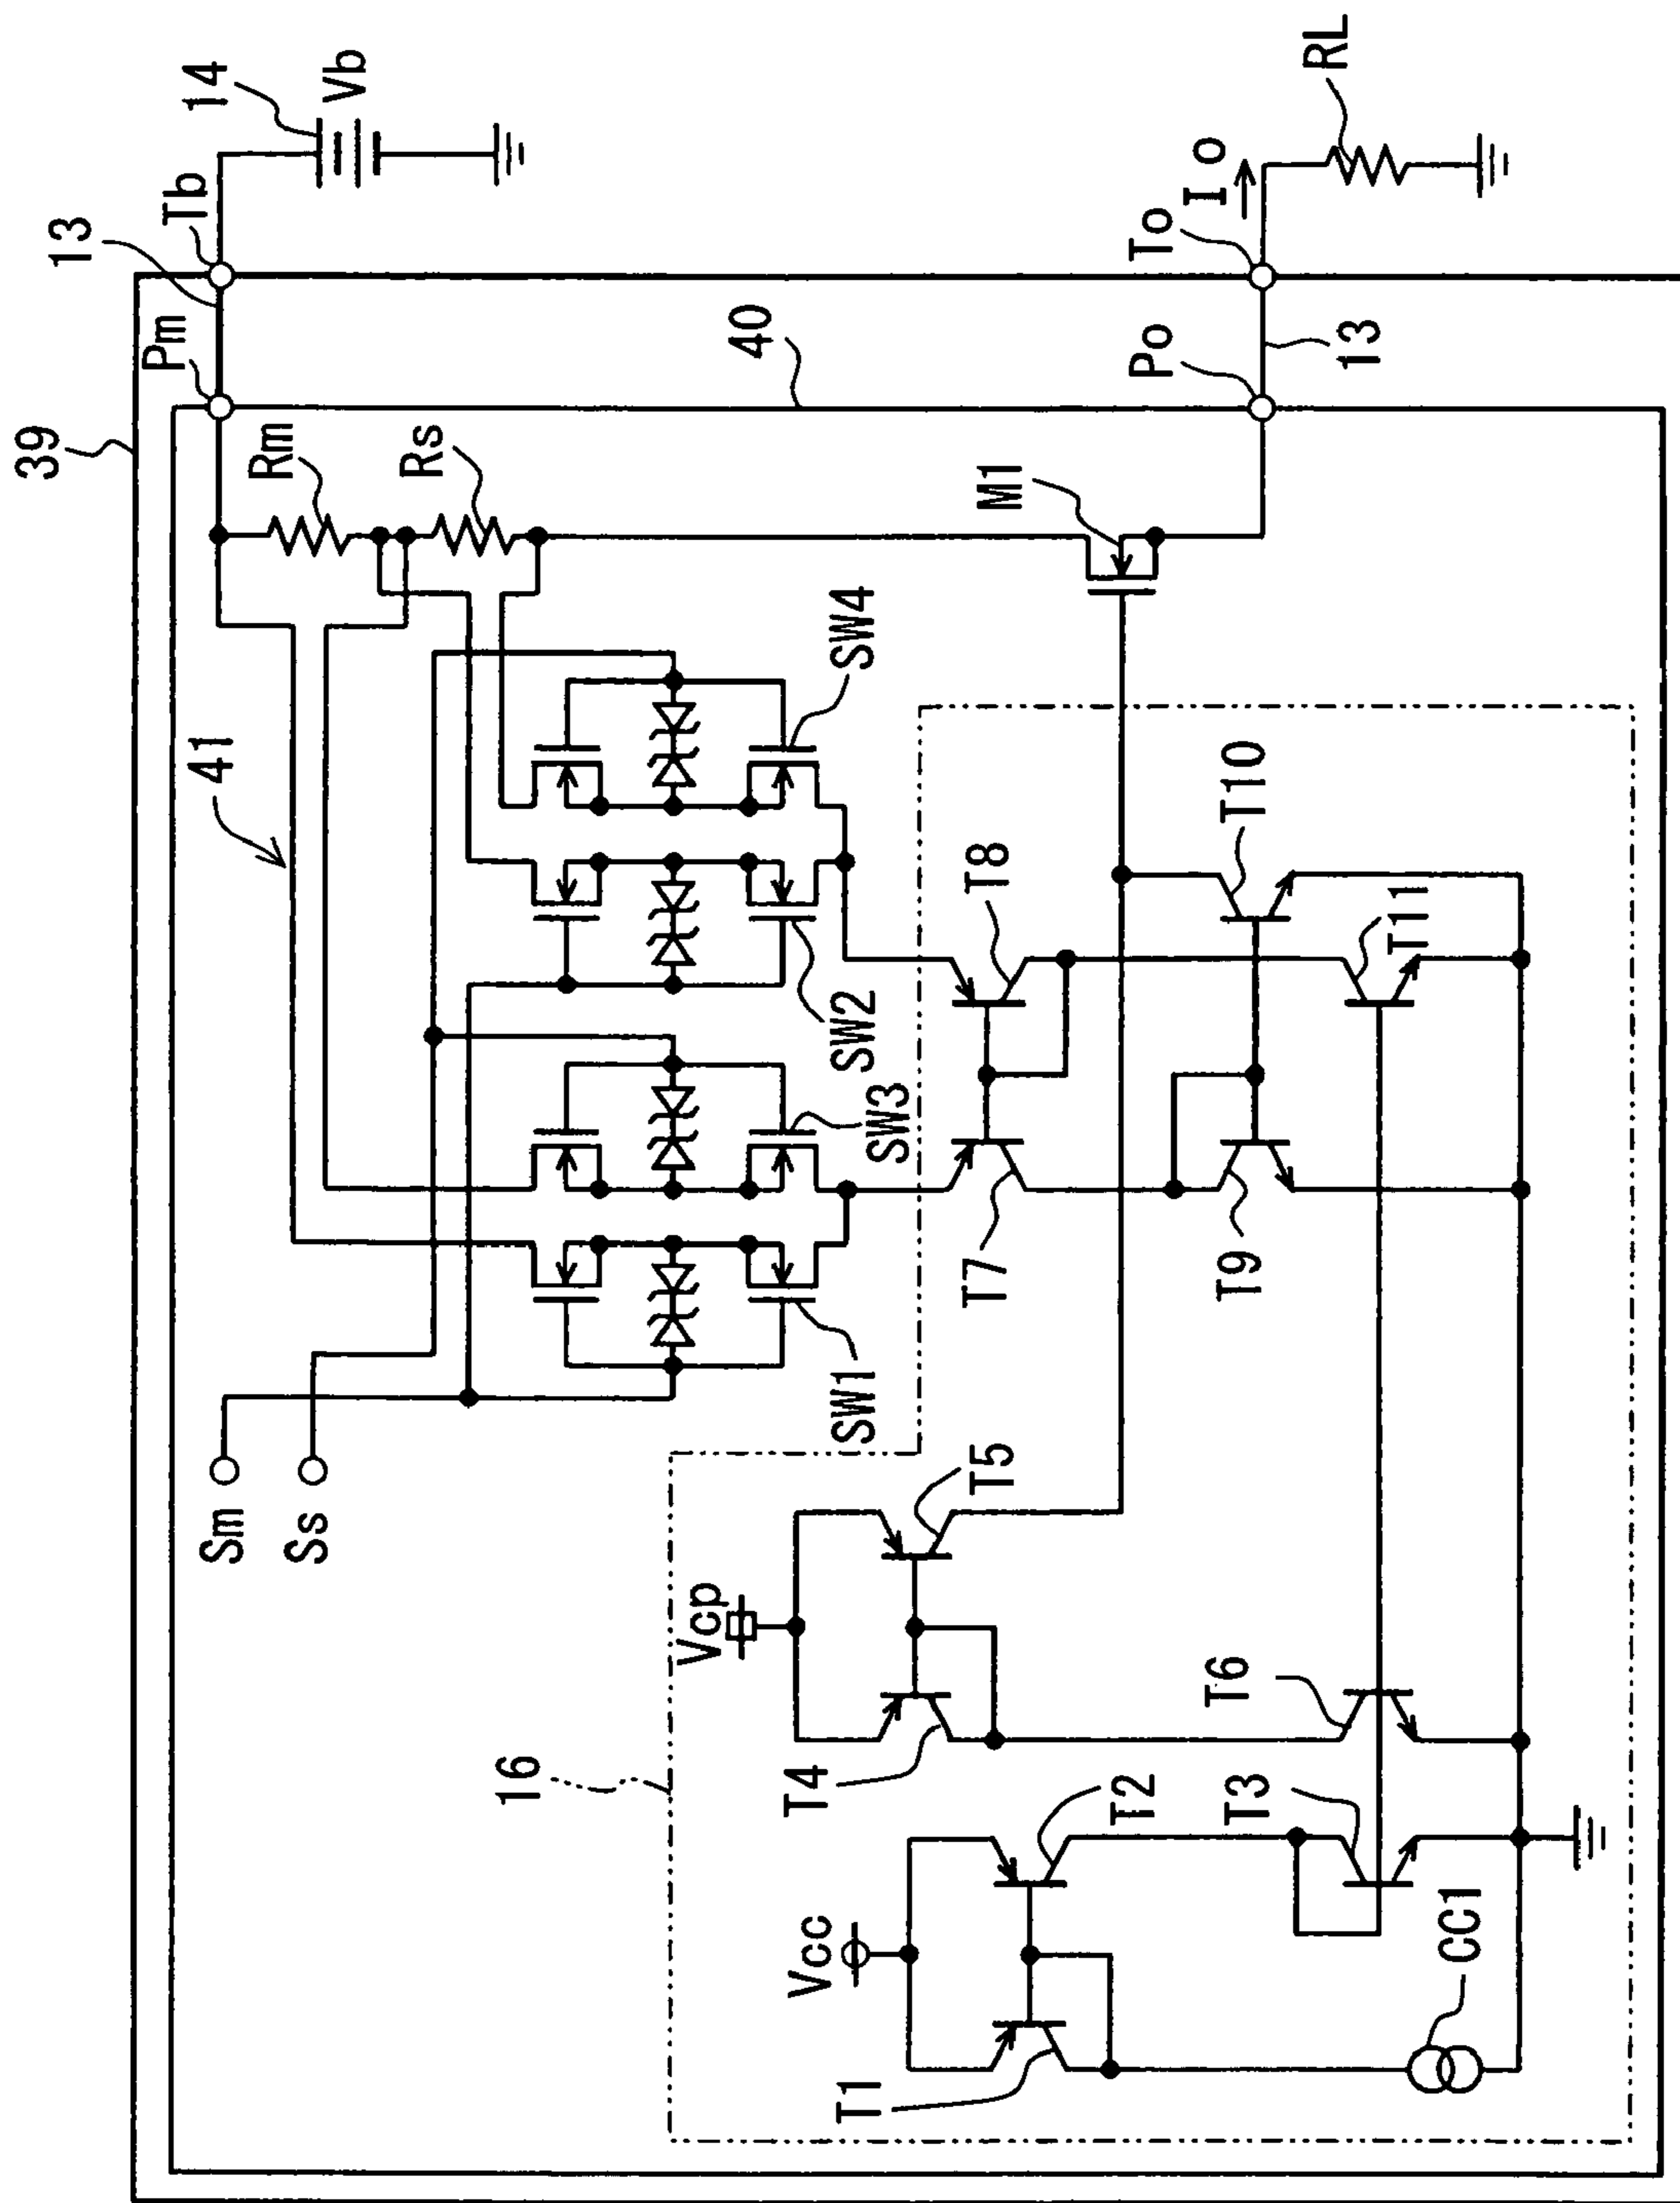 39
13
Tb
14
Vb
Pm
Rm
Rs
40
41
SW4
SW2
SW3
SW1
Sm
Ss
M1
Po
To
Io
13
RL
Vcp
T5
T4
T6
16
Vcc
T1
T2
T3
CC1
T7
T8
T9
T10
T11